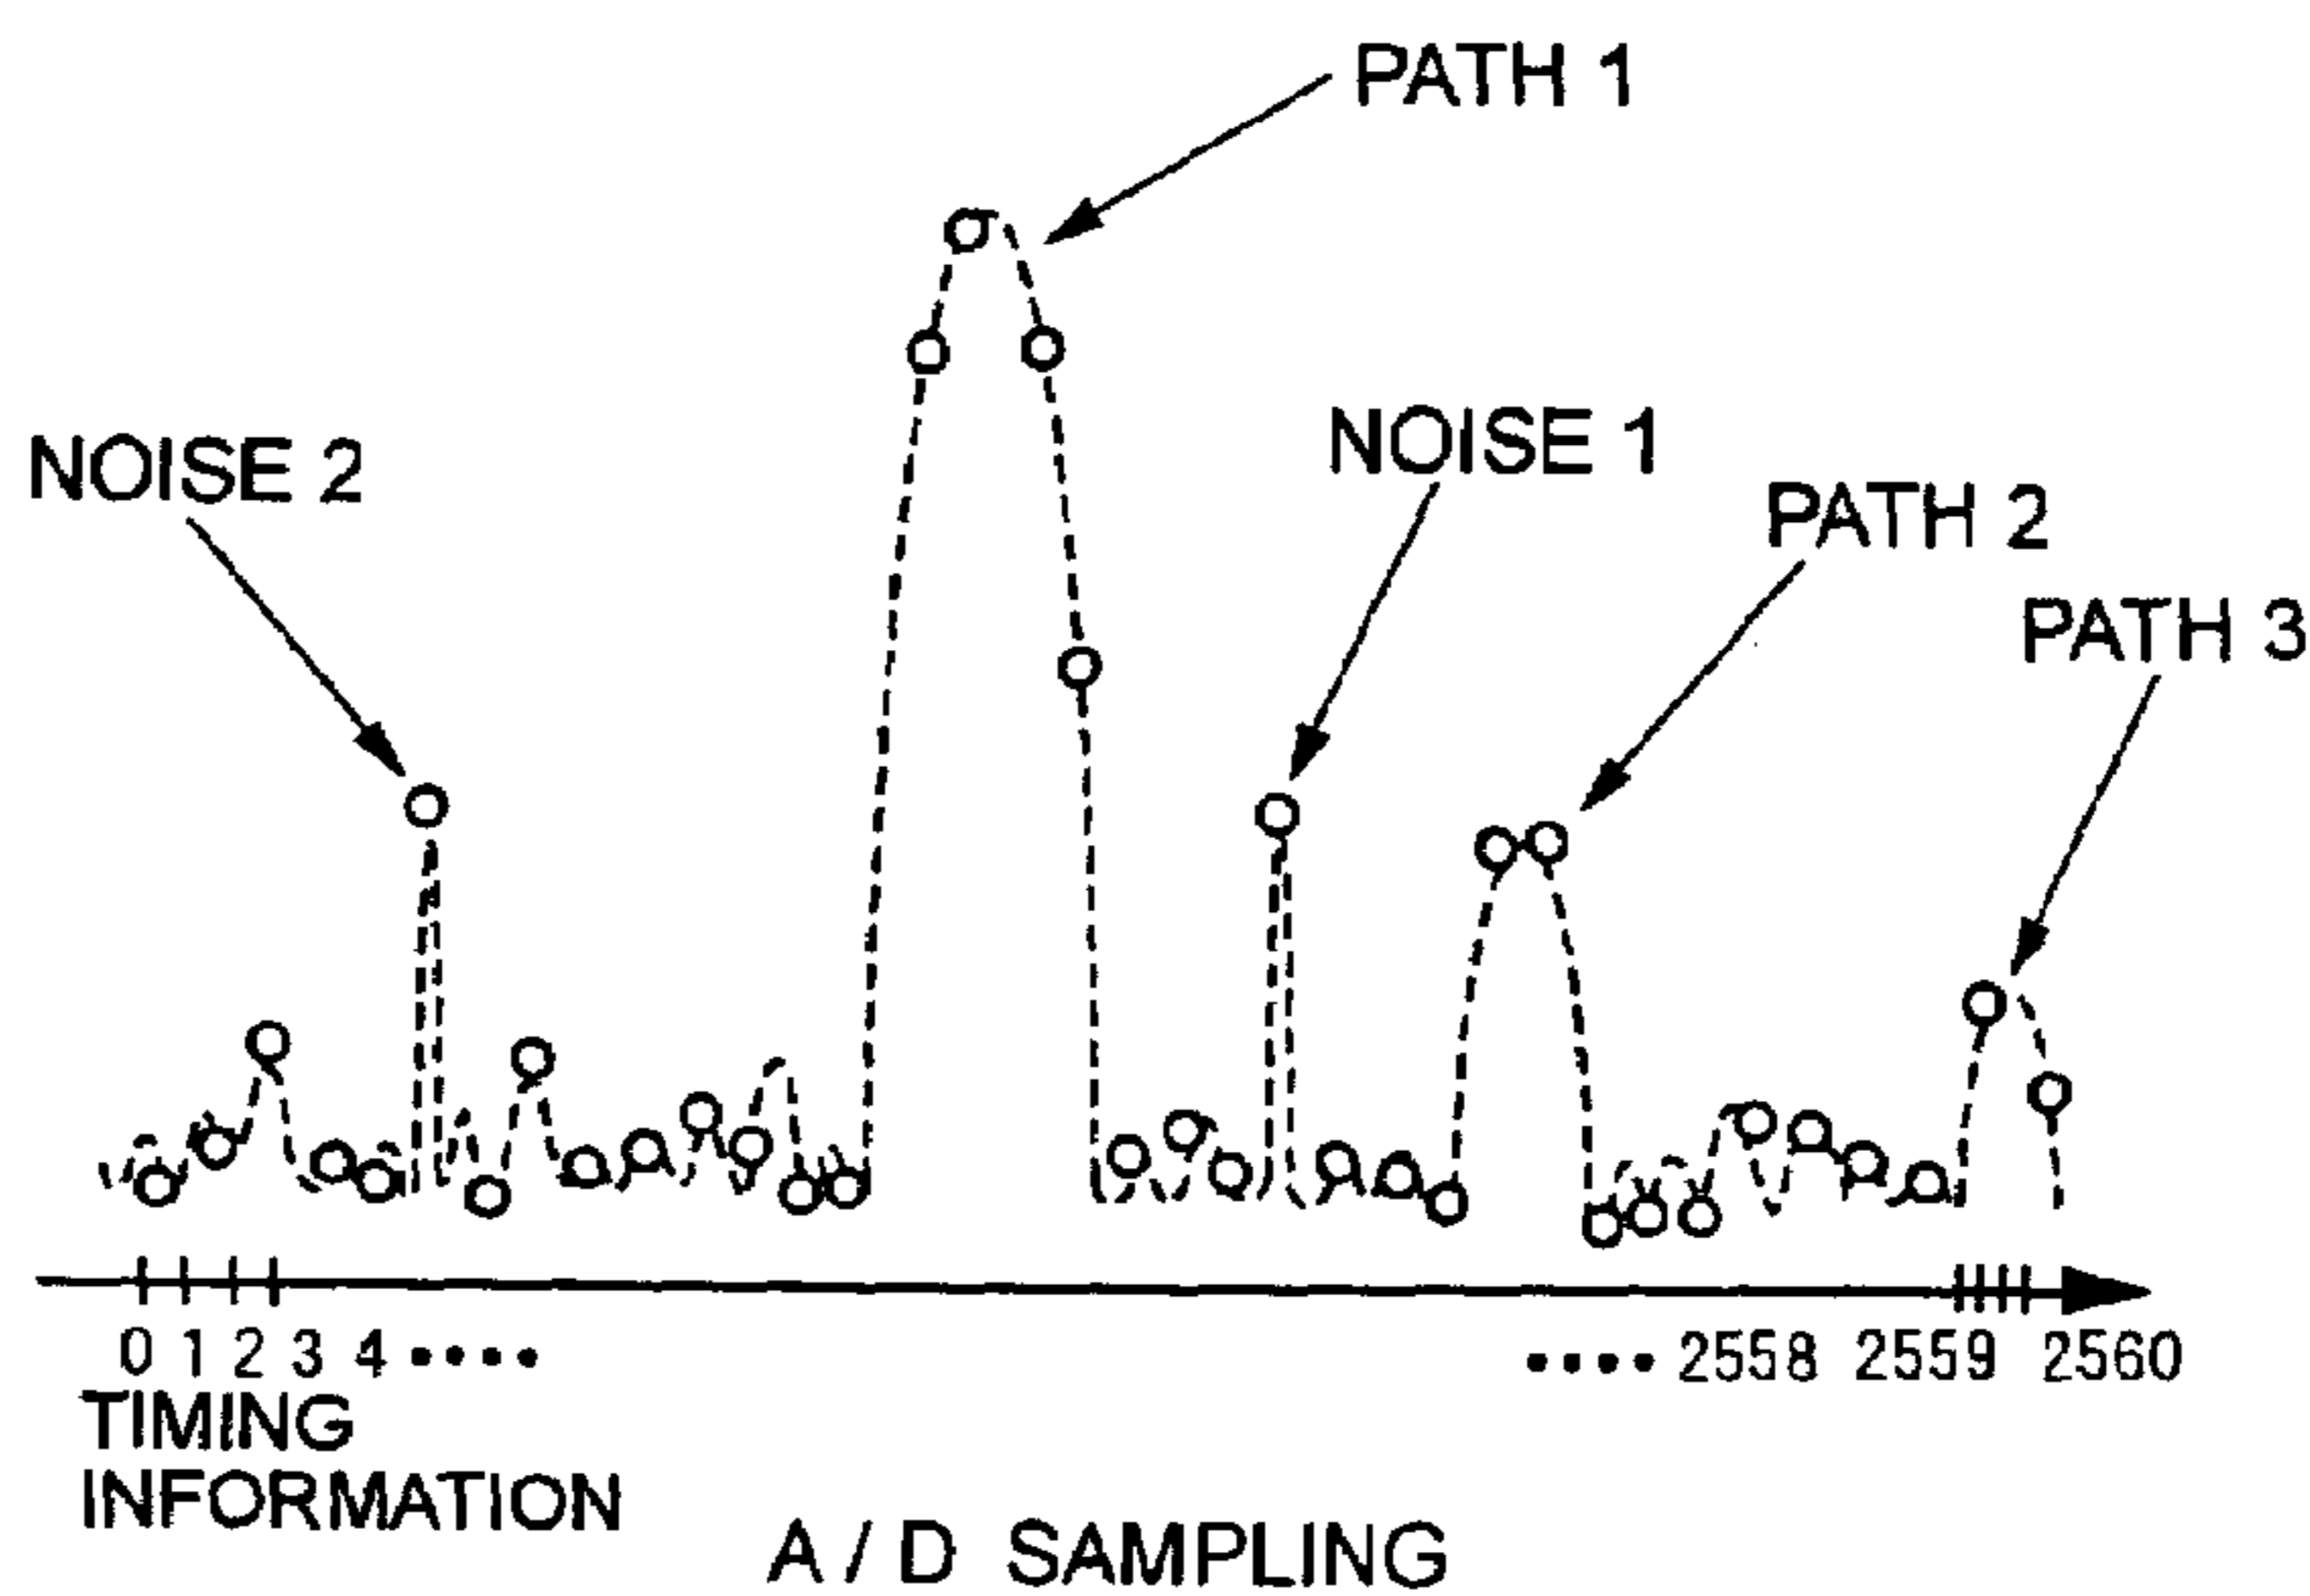 PATH 1
NOISE 1
NOISE 2
PATH 2
PATH 3
0 1 2 3 4 •••• •••• 2558 2559 2560
TIMING
INFORMATION
A / D SAMPLING